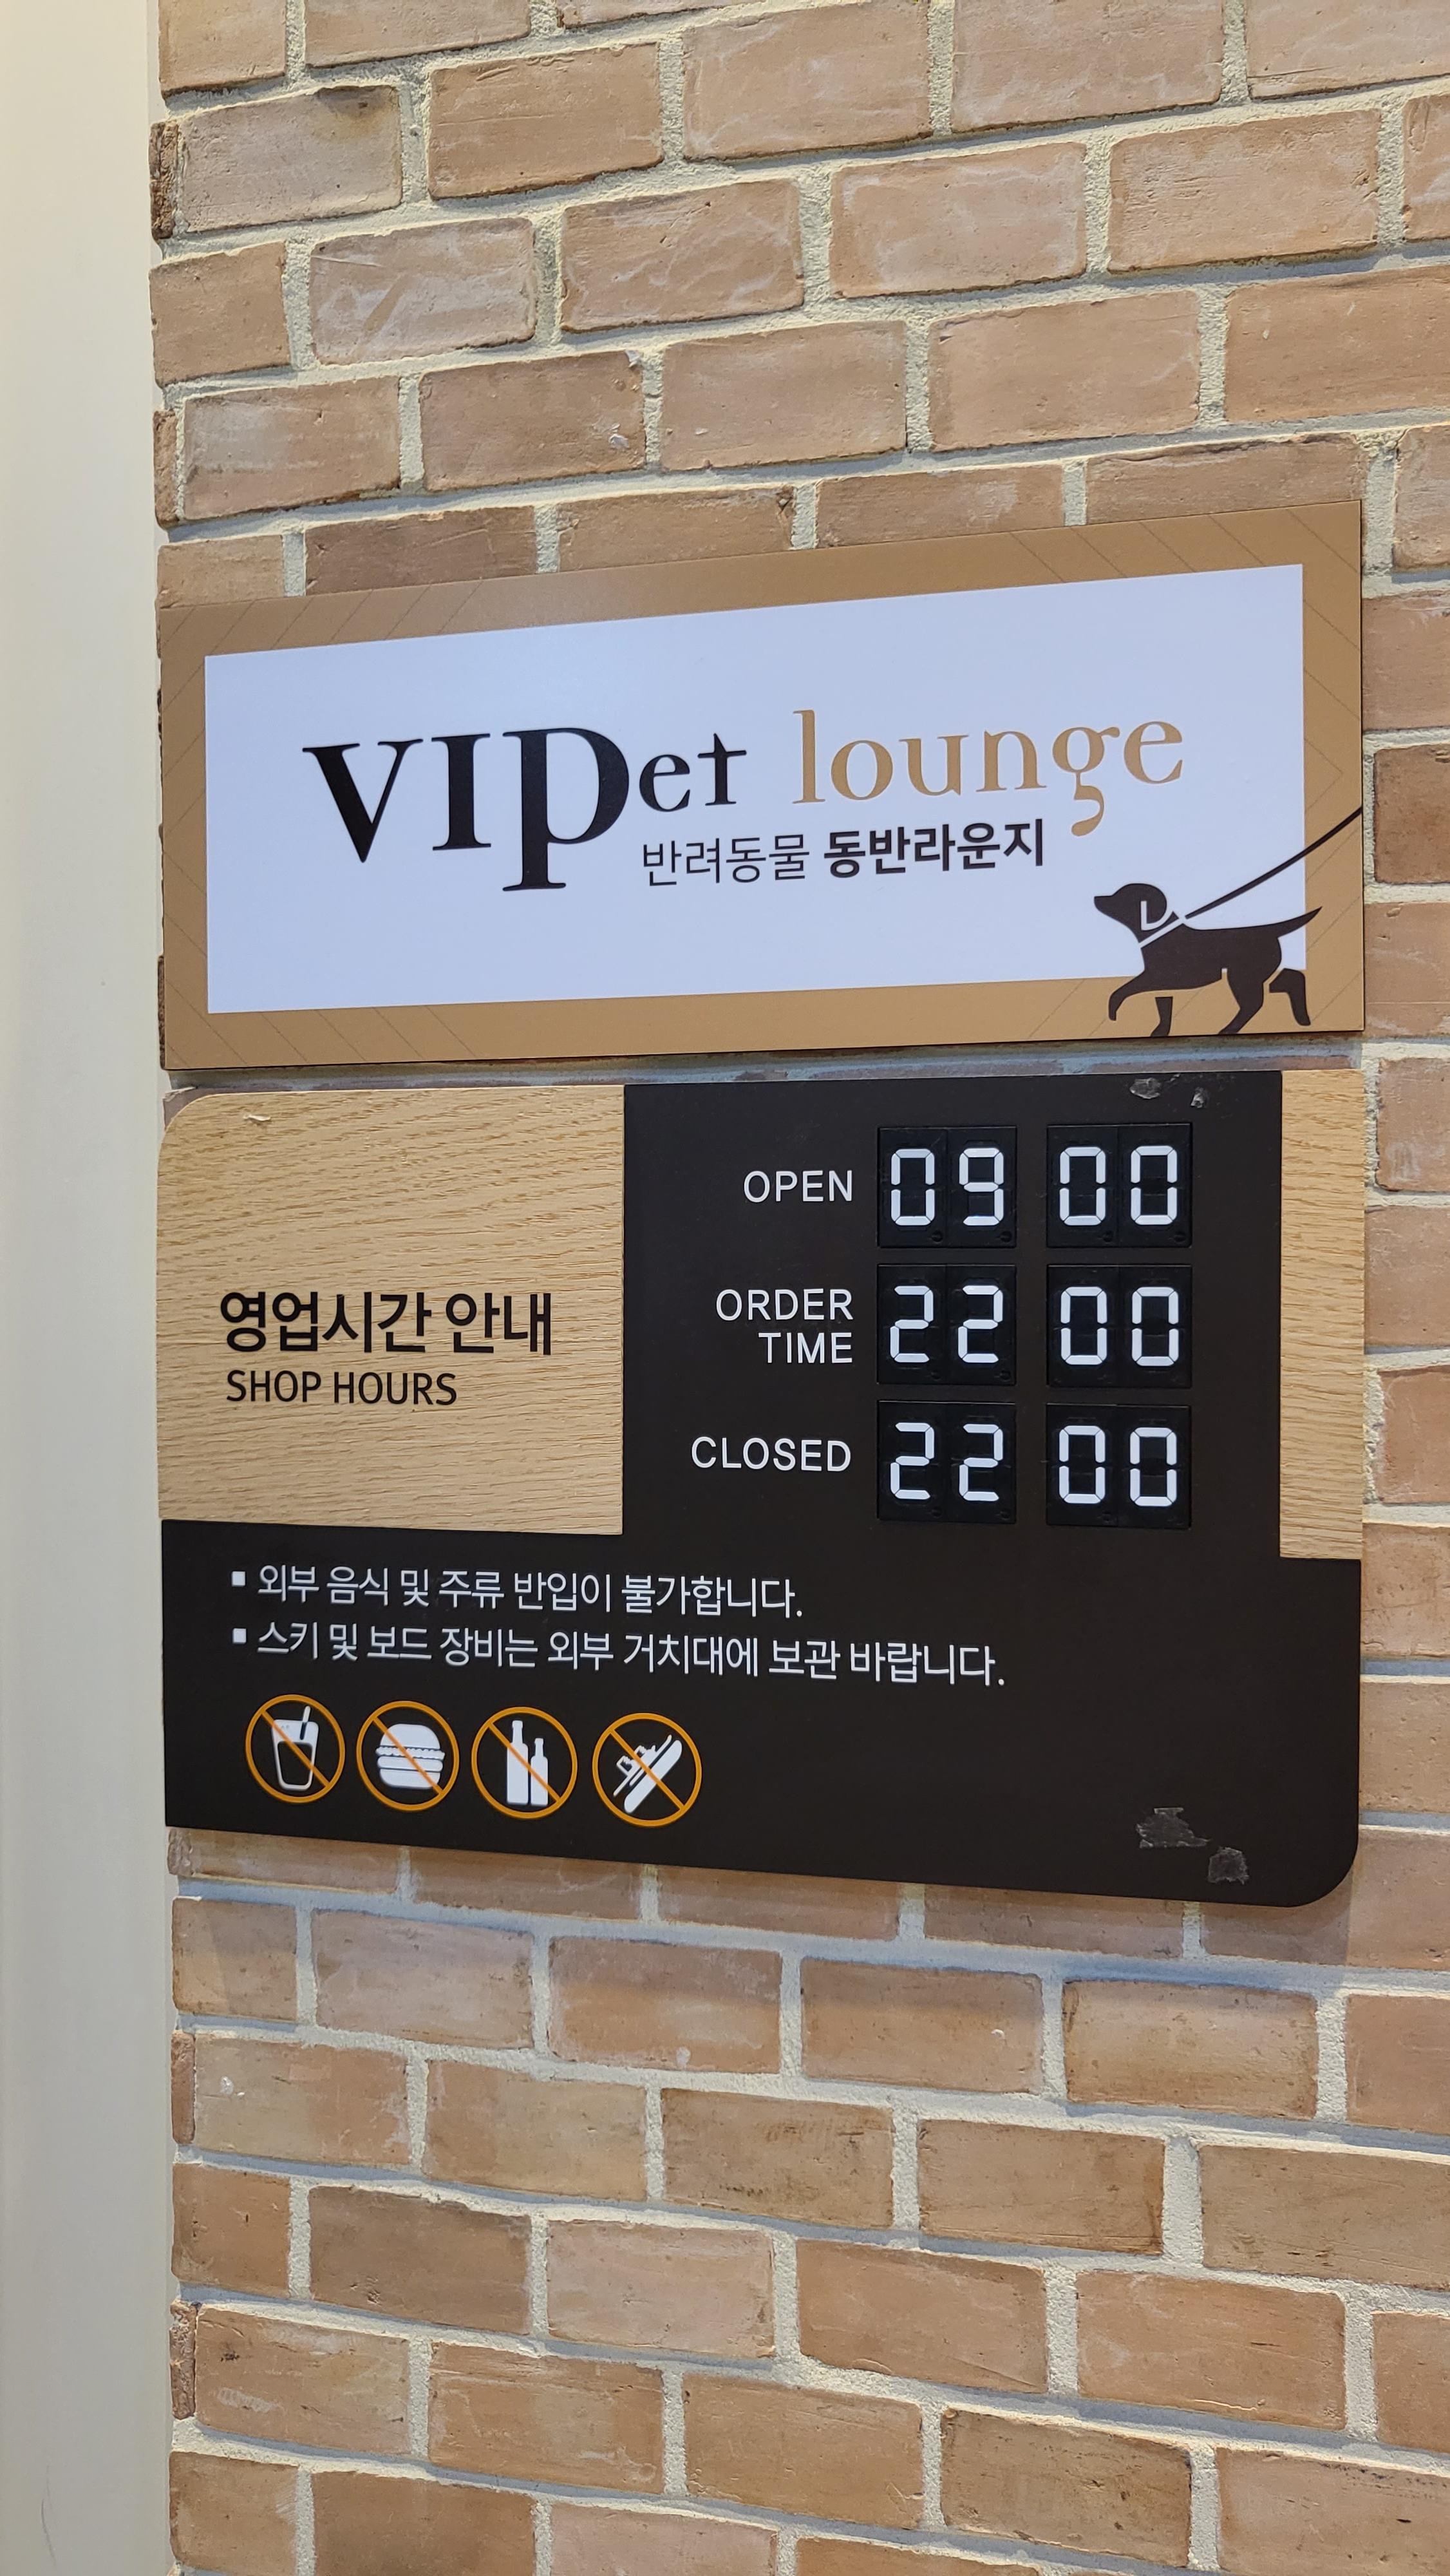 VIPet lounge
반려동물 동반라운지
OPEN 09 00
영업시간 안내
SHOP HOURS
ORDER
TIME 22 00
CLOSED 22 00
▪ 외부 음식 및 주류 반입이 불가합니다.
▪ 스키 및 보드 장비는 외부 거치대에 보관 바랍니다.